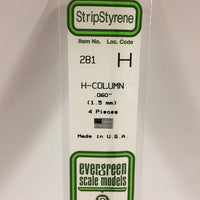 StripStyrene
Item No. Loc. Code
281 H
H-COLUMN
.060"
(1.5 mm)
4 Pieces
Made in U.S.A.
evergreen
scale models